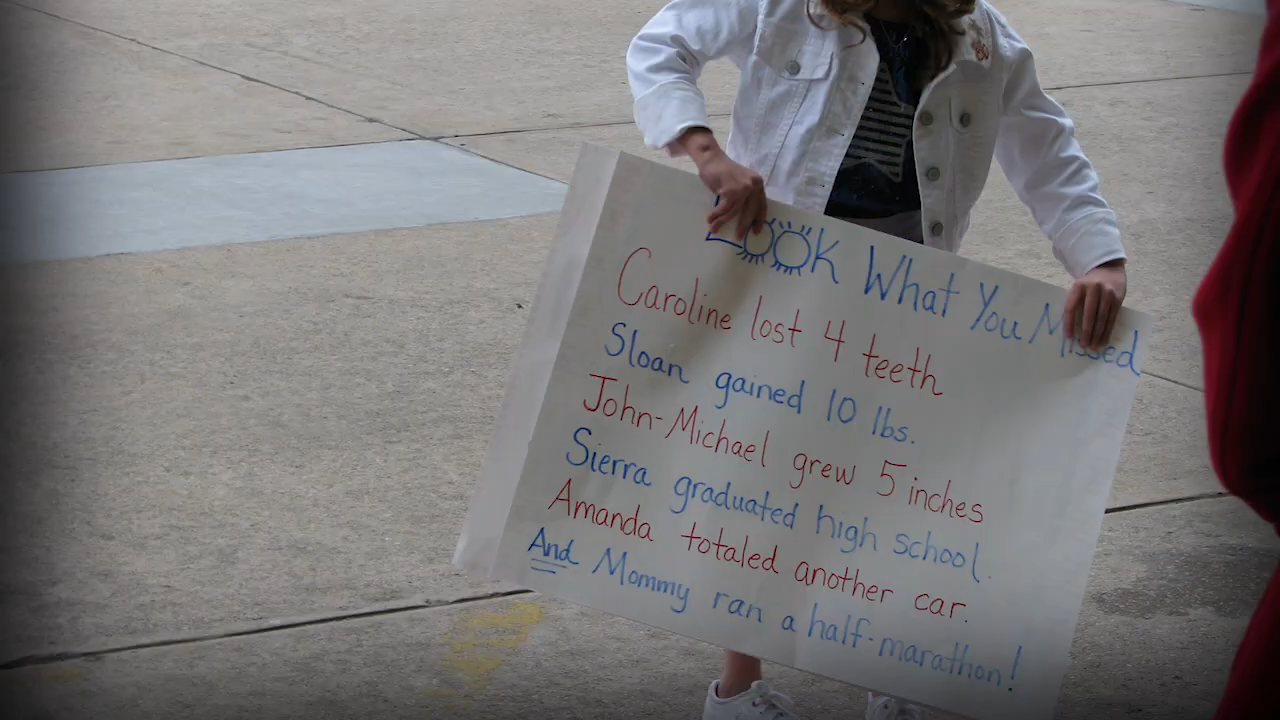 LOOK What You Missed
Caroline lost 4 teeth
Sloan gained 10 lbs.
John-Michael grew 5 inches
Sierra graduated high school.
Amanda totaled another car.
And Mommy ran a half-marathon!